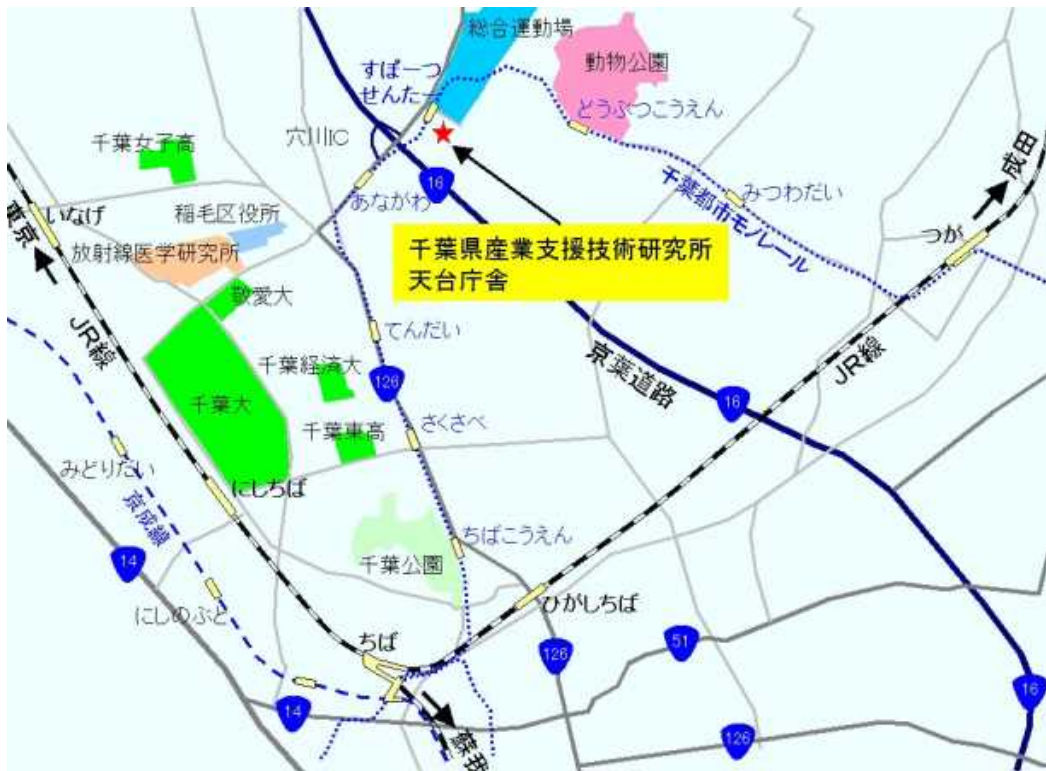 総合運動場
動物公園
すぽーつ
せんたー
どうぶつこうえん
千葉女子高
穴川IC
16
成田
あながわ
みつわだい
いなげ
稲毛区役所
東京
放射線医学研究所
千葉都市モノレール
つが
千葉県産業支援技術研究所
天台庁舎
敬愛大
てんだい
JR線
JR線
千葉経済大
126
京葉道路
16
千葉大
千葉東高
さくさべ
みどりだい
にしちば
京成線
ちばこうえん
14
千葉公園
にしのぶと
ひがしちば
ちば
51
126
16
14
蘇我
126